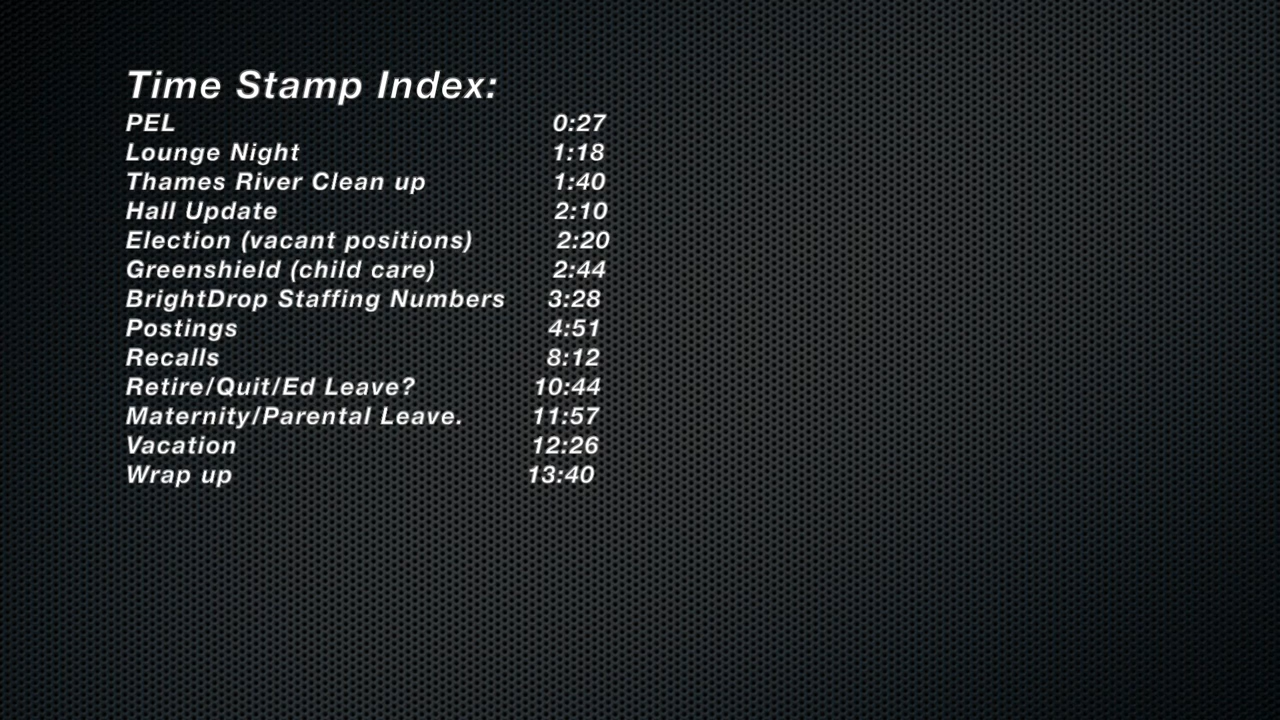 Time Stamp Index:
PEL 0:27
Lounge Night 1:18
Thames River Clean up 1:40
Hall Update 2:10
Election (vacant positions) 2:20
Greenshield (child care) 2:44
BrightDrop Staffing Numbers 3:28
Postings 4:51
Recalls 8:12
Retire/Quit/Ed Leave? 10:44
Maternity/Parental Leave. 11:57
Vacation 12:26
Wrap up 13:40